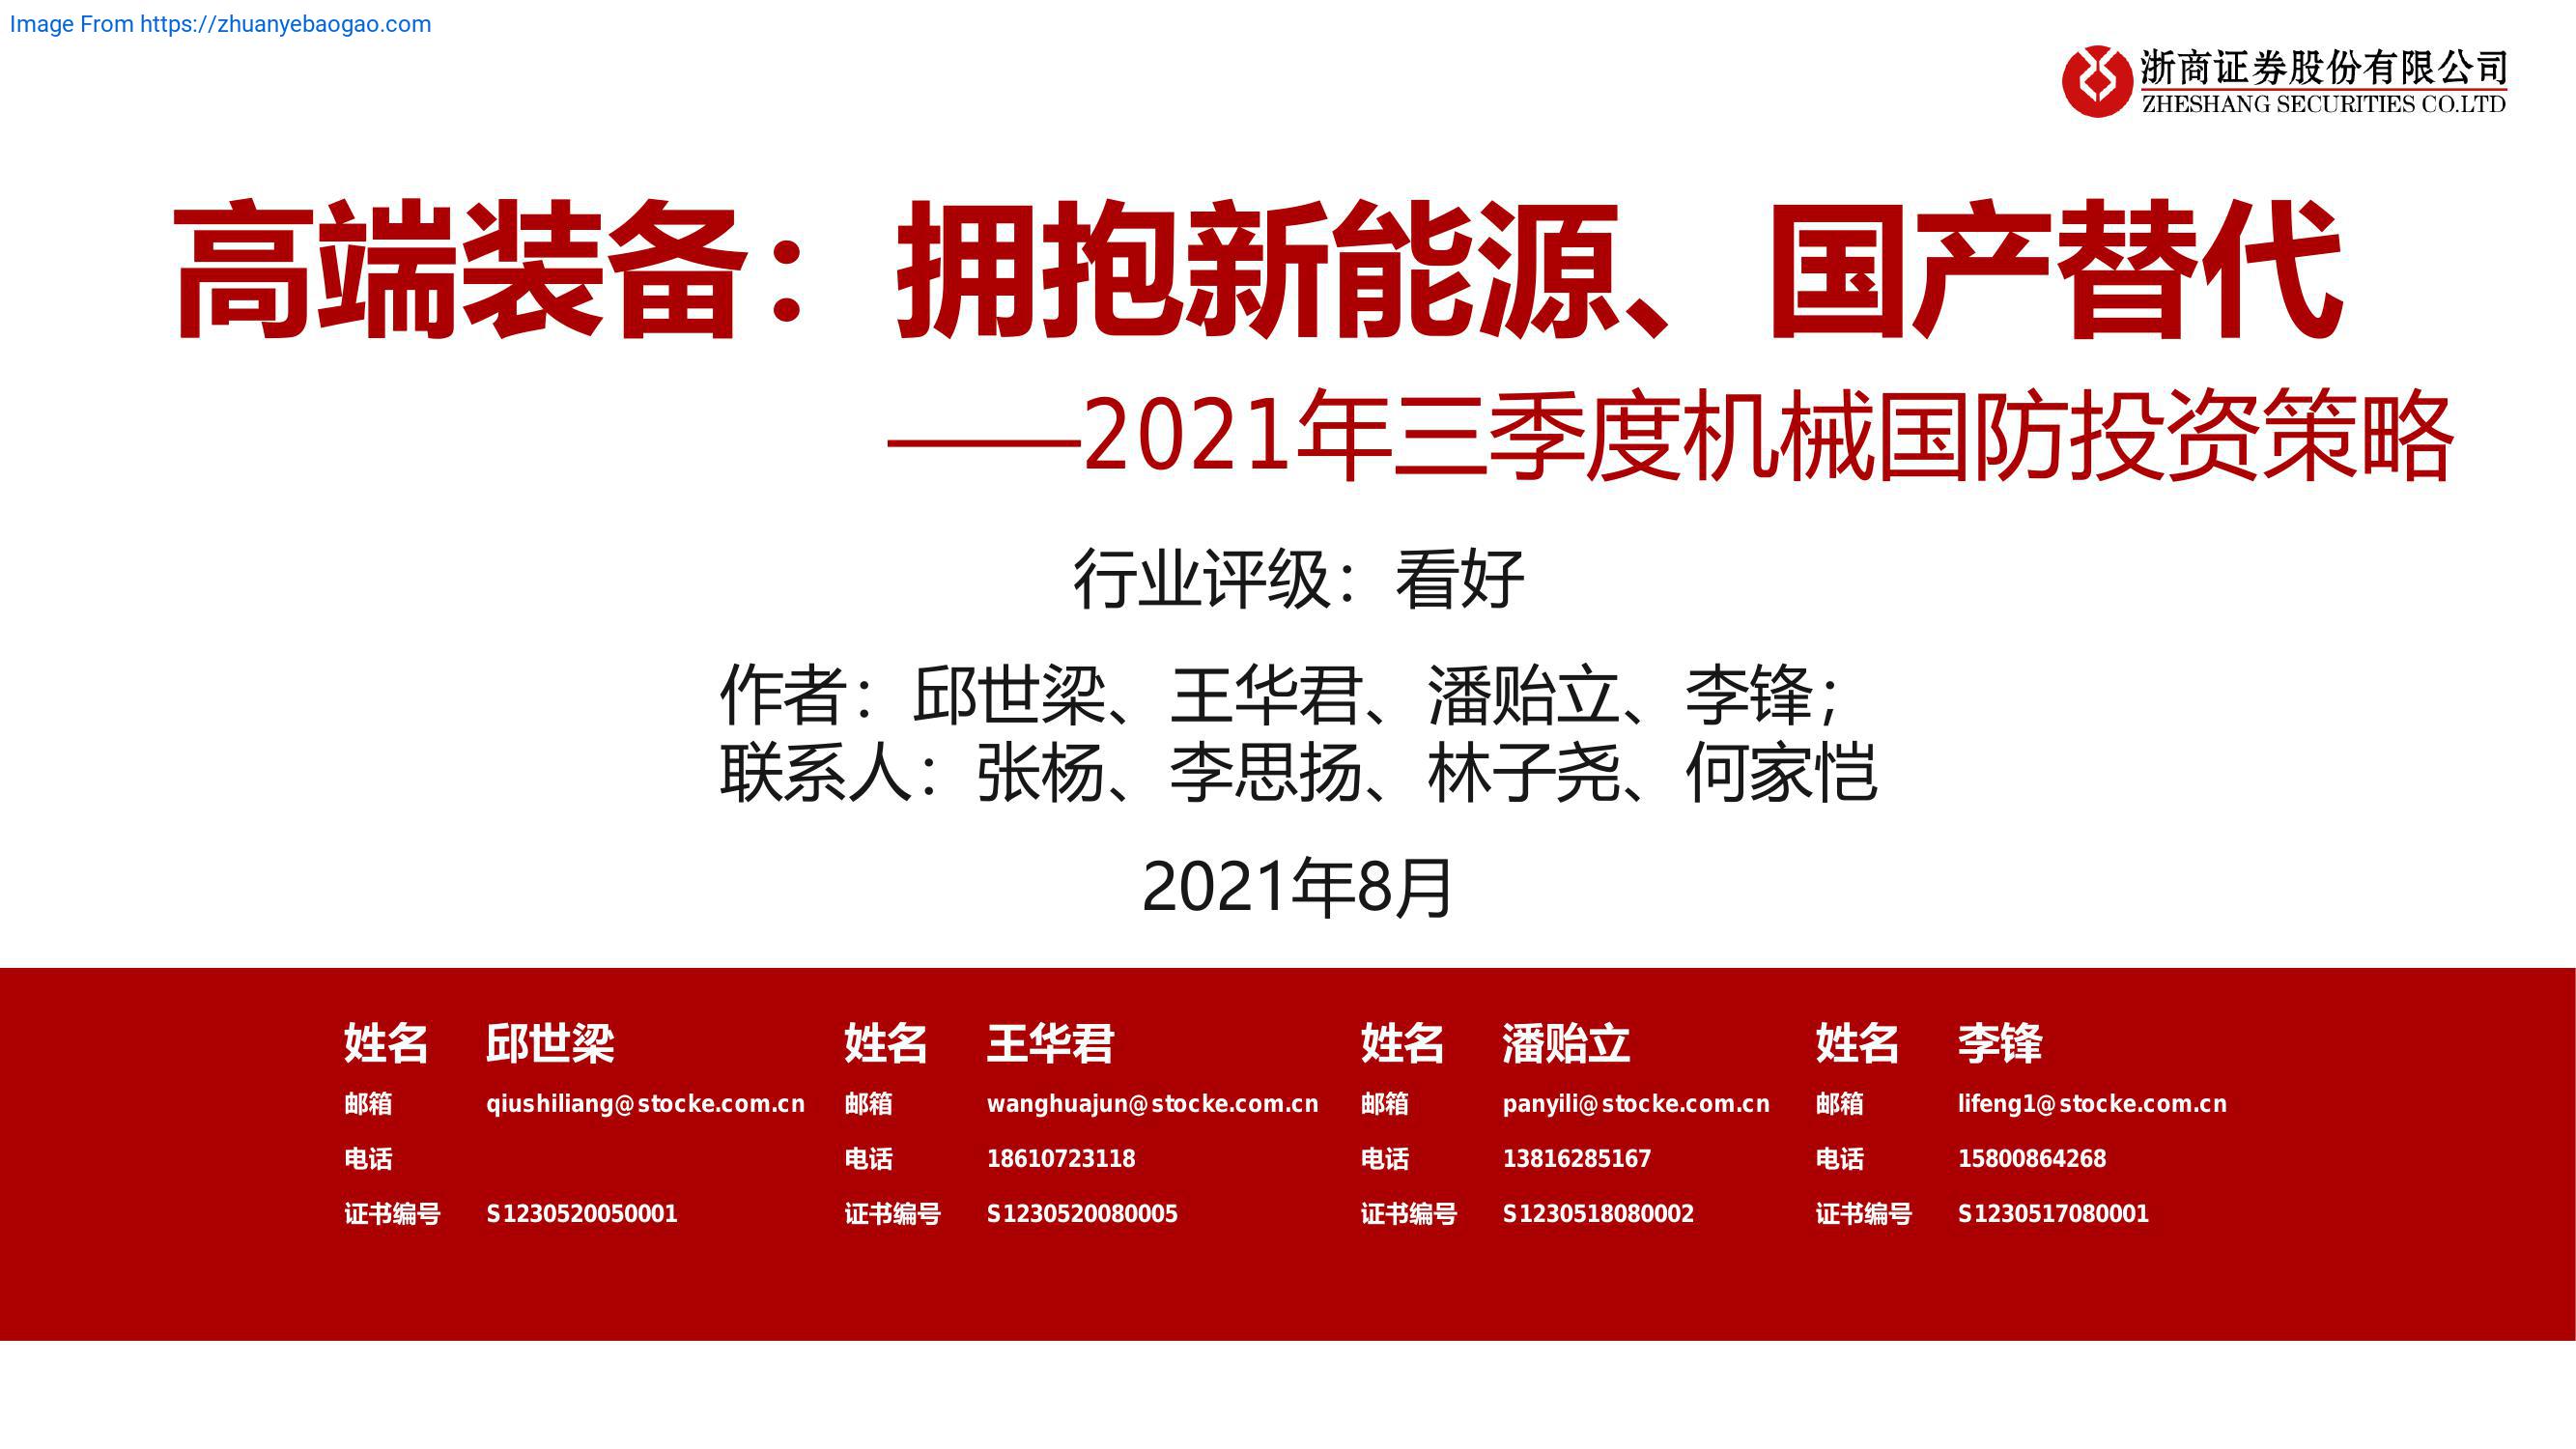 Image From https://zhuanyebaogao.com
浙商证券股份有限公司
ZHESHANG SECURITIES CO.LTD
高端装备：拥抱新能源、国产替代
——2021年三季度机械国防投资策略
行业评级：看好
作者：邱世梁、王华君、潘贻立、李锋；
联系人：张杨、李思扬、林子尧、何家恺
2021年8月
姓名 邱世梁 姓名 王华君 姓名 潘贻立 姓名 李锋
邮箱 qiushiliang@stocke.com.cn 邮箱 wanghuajun@stocke.com.cn 邮箱 panyili@stocke.com.cn 邮箱 lifeng1@stocke.com.cn
电话 电话 18610723118 电话 13816285167 电话 15800864268
证书编号 S1230520050001 证书编号 S1230520080005 证书编号 S1230518080002 证书编号 S1230517080001